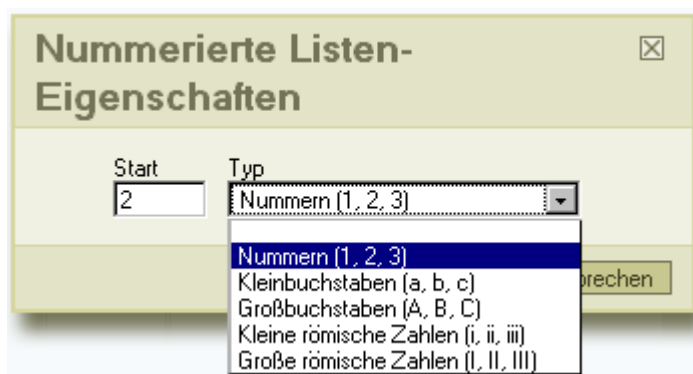 Nummerierte Listen-
Eigenschaften
Start Typ
2 Nummern (1, 2, 3)
Nummern (1, 2, 3)
Kleinbuchstaben (a, b, c)
brechen
Großbuchstaben (A, B, C)
Kleine römische Zahlen (i, ii, iii)
Große römische Zahlen (I, II, III)